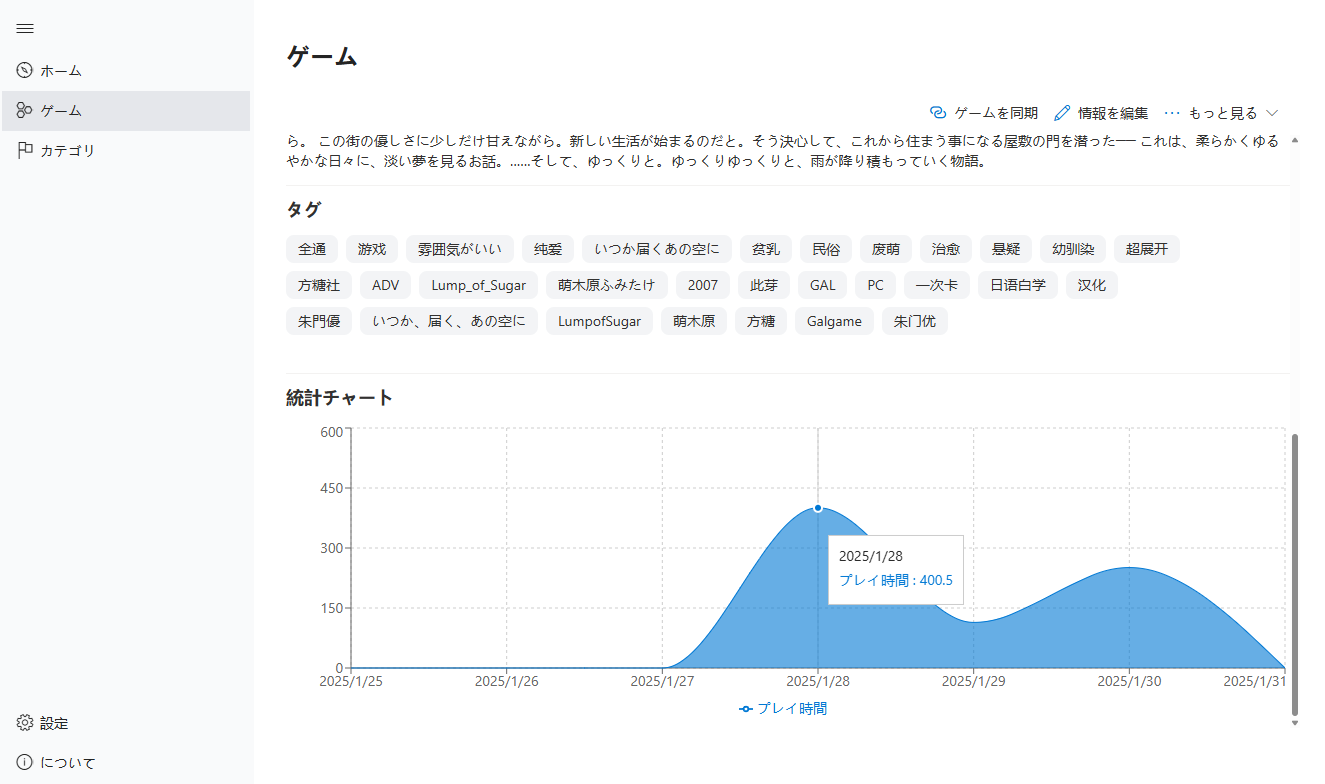 ホーム
ゲーム
カテゴリ
設定
について
ゲーム
ゲームを同期 情報を編集 もっと見る
ら。 この街の優しさに少しだけ甘えながら。新しい生活が始まるのだと。そう決心して、これから住まう事になる屋敷の門を潜った── これは、柔らかくゆる
やかな日々に、淡い夢を見るお話。……そして、ゆっくりと。ゆっくりゆっくりと、雨が降り積もっていく物語。
タグ
全通 游戏 雰囲気がいい 纯爱 いつか届くあの空に 贫乳 民俗 废萌 治愈 悬疑 幼驯染 超展开
方糖社 ADV Lump_of_Sugar 萌木原ふみたけ 2007 此芽 GAL PC 一次卡 日语白学 汉化
朱門優 いつか、届く、あの空に LumpofSugar 萌木原 方糖 Galgame 朱门优
統計チャート
600
450
300
150
0
2025/1/28
プレイ時間 : 400.5
2025/1/25 2025/1/26 2025/1/27 2025/1/28 2025/1/29 2025/1/30 2025/1/31
プレイ時間